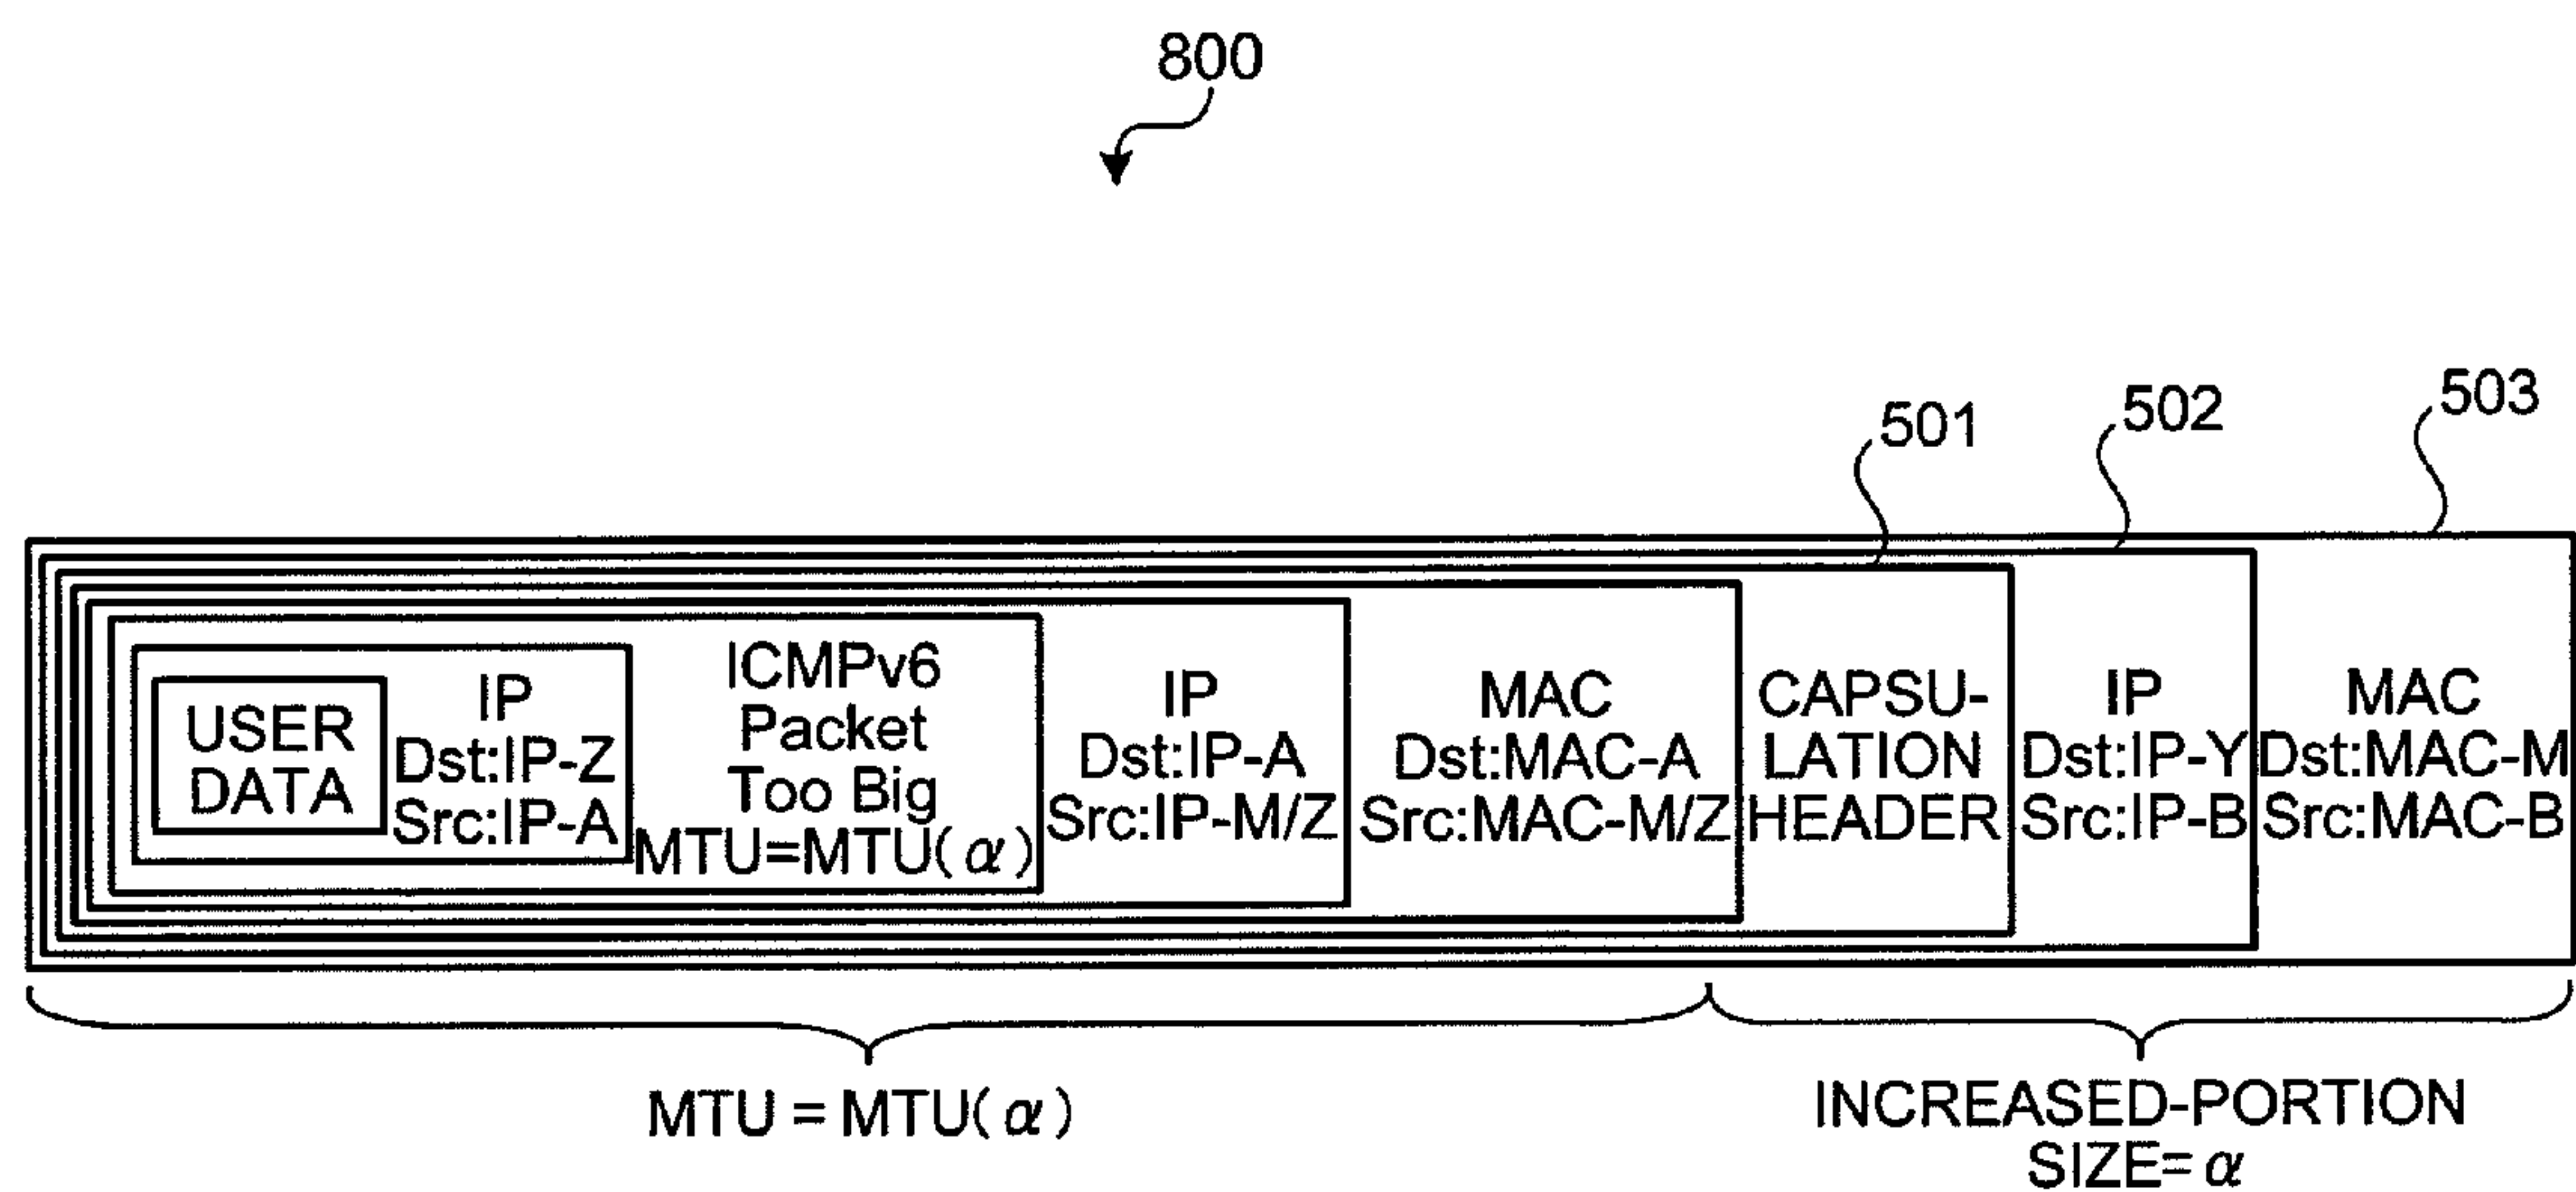 800
501
502
503
USER
DATA
IP
Dst:IP-Z
Src:IP-A
ICMPv6
Packet
Too Big
MTU=MTU(α)
IP
Dst:IP-A
Src:IP-M/Z
MAC
Dst:MAC-A
Src:MAC-M/Z
CAPSU-
LATION
HEADER
IP
Dst:IP-Y
Src:IP-B
MAC
Dst:MAC-M
Src:MAC-B
MTU = MTU(α)
INCREASED-PORTION
SIZE=α